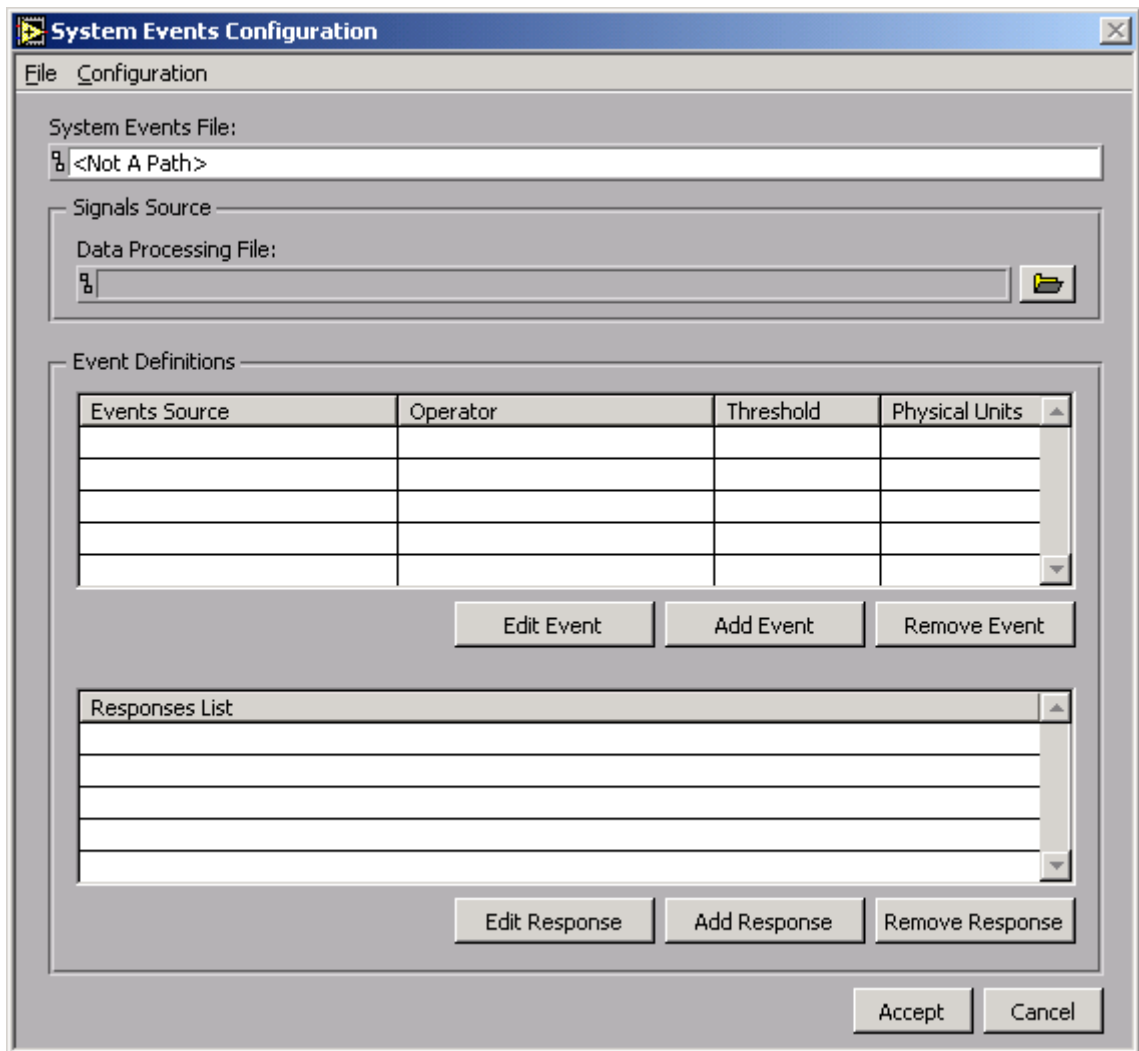 System Events Configuration
File Configuration
System Events File:
<Not A Path>
Signals Source
Data Processing File:
Event Definitions
Events Source Operator Threshold Physical Units
Edit Event Add Event Remove Event
Responses List
Edit Response Add Response Remove Response
Accept Cancel